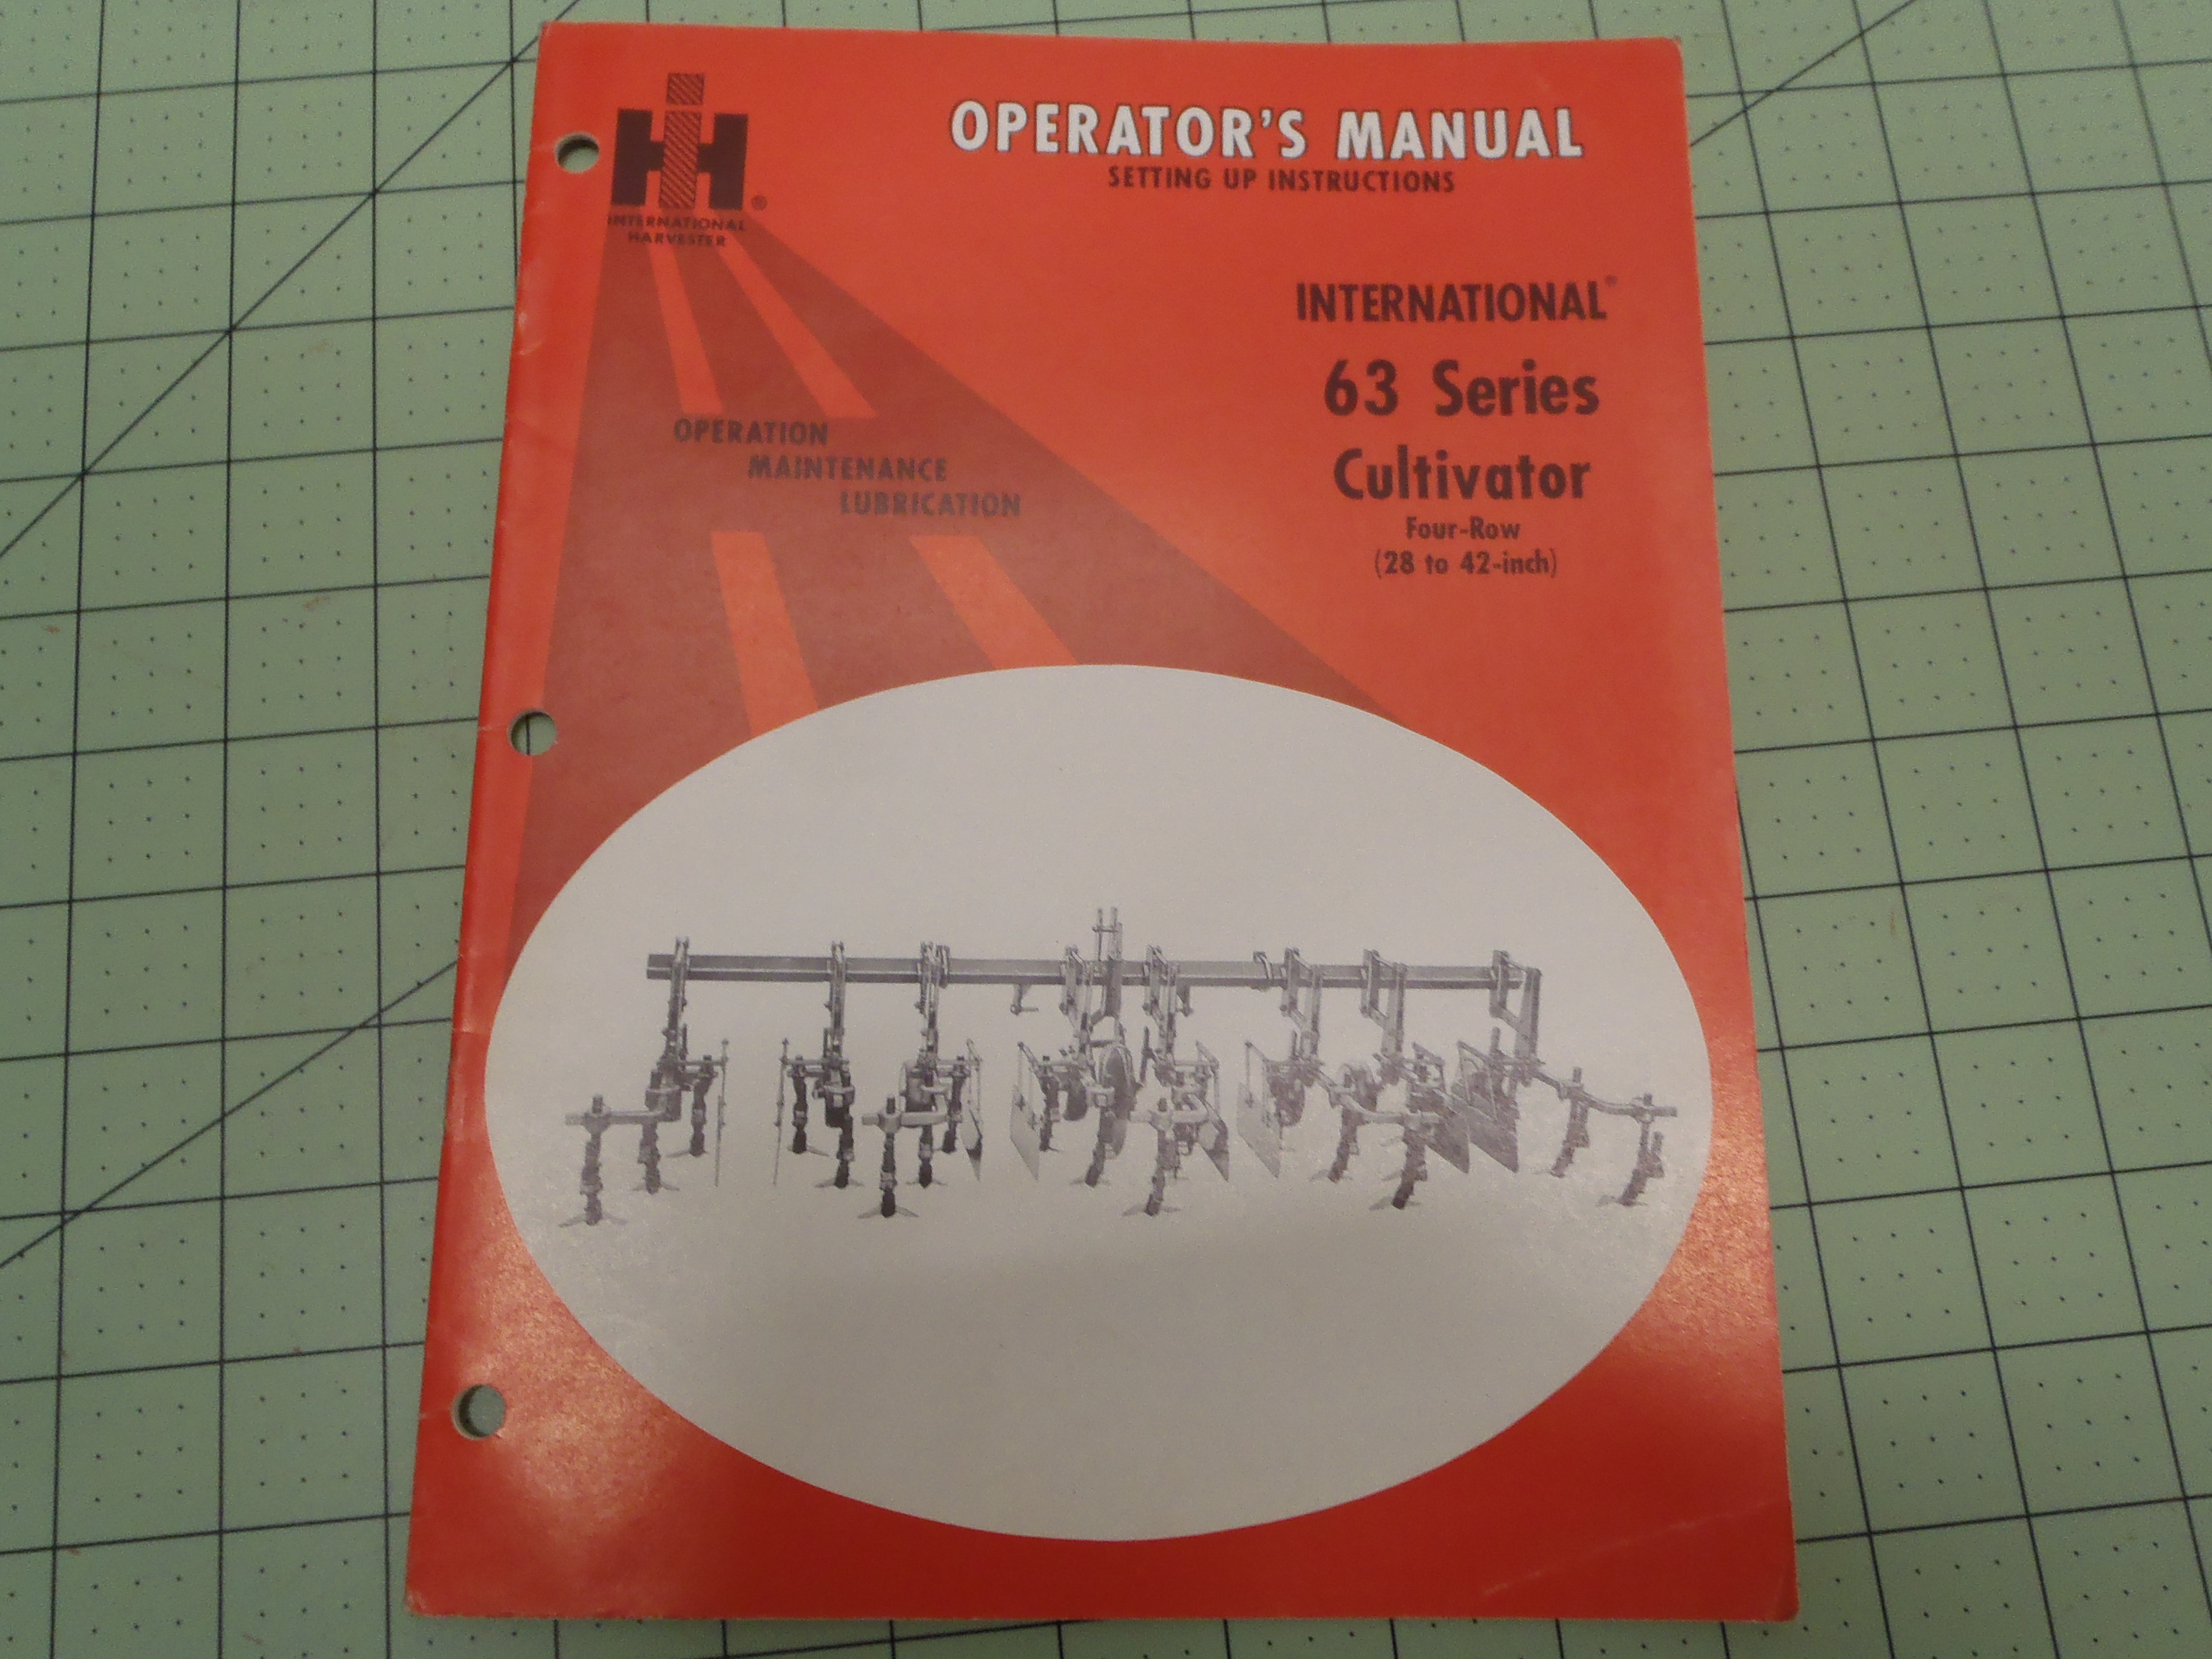 IH®
INTERNATIONAL
HARVESTER
OPERATOR'S MANUAL
SETTING UP INSTRUCTIONS
INTERNATIONAL®
63 Series
Cultivator
Four-Row
(28 to 42-inch)
OPERATION
MAINTENANCE
LUBRICATION